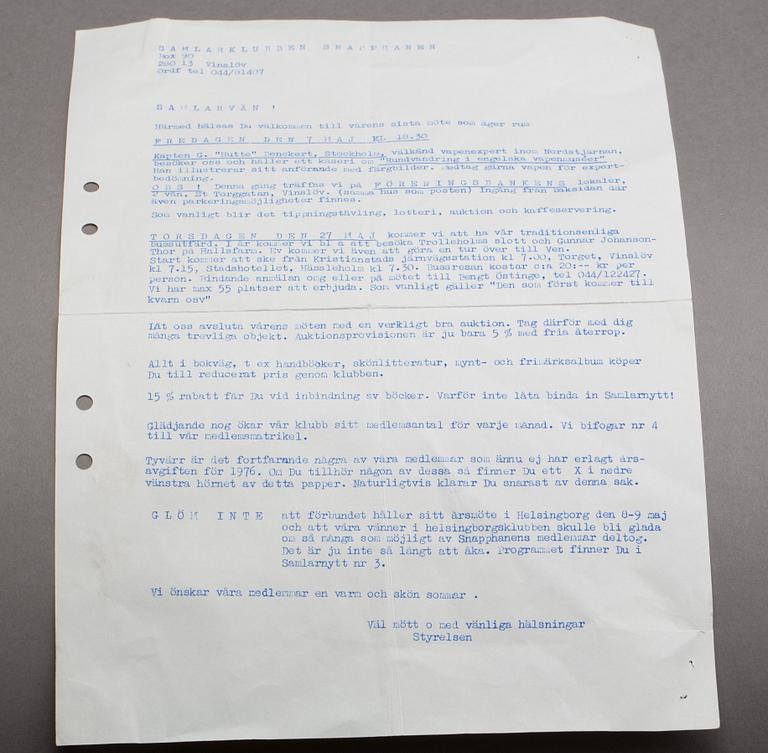 SAMLARKLUBBEN SNAPPHANEN
Box 90
280 13 Vinslöv
Ordf tel 044/81407
SAMLARVÄN !
Härmed hälsas Du välkommen till vårens sista möte som äger rum
FREDAGEN DEN 7 MAJ KL 18.30
Kapten G. "Hutte" Denckert, Stockholm, välkänd vapenexpert inom Nordstjärnan,
besöker oss och håller ett kåseri om "Rundvandring i engelska vapenmuséer"
Han illustrerar sitt anförande med färgbilder. Medtag gärna vapen för expert-
bedömning.
OBS ! Denna gång träffas vi på FÖRENINGSBANKENS lokaler,
2 vån, St Torggatan, Vinslöv. (samma hus som posten) Ingång från baksidan där
även parkeringsmöjligheter finnes.
Som vanligt blir det tippningstävling, lotteri, auktion och kaffeservering.
TORSDAGEN DEN 27 MAJ kommer vi att ha vår traditionsenliga
bussutfärd. I år kommer vi bl a att besöka Trolleholms slott och Gunnar Johanson-
Thor på Hallsfarm. Ev kommer vi även att göra en tur över till Ven.
Start kommer att ske från Kristianstads järnvägsstation kl 7.00, Torget, Vinslöv
kl 7.15, Stadshotellet, Hässleholm kl 7.30. Bussresan kostar c:a 20:-- kr per
person. Bindande anmälan omg eller på mötet till Bengt Östinge, tel 044/122427.
Vi har max 55 platser att erbjuda. Som vanligt gäller "Den som först kommer till
kvarn osv"
Låt oss avsluta vårens möten med en verkligt bra auktion. Tag därför med dig
många trevliga objekt. Auktionsprovisionen är ju bara 5 % med fria återrop.
Allt i bokväg, t ex handböcker, skönlitteratur, mynt- och frimärksalbum köper
Du till reducerat pris genom klubben.
15 % rabatt får Du vid inbindning av böcker. Varför inte låta binda in Samlarnytt!
Glädjande nog ökar vår klubb sitt medlemsantal för varje månad. Vi bifogar nr 4
till vår medlemsmatrikel.
Tyvärr är det fortfarande några av våra medlemmar som ännu ej har erlagt års-
avgiften för 1976. Om Du tillhör någon av dessa så finner Du ett X i nedre
vänstra hörnet av detta papper. Naturligtvis klarar Du snarast av denna sak.
GLÖM INTE att förbundet håller sitt årsmöte i Helsingborg den 8-9 maj
och att våra vänner i helsingborgsklubben skulle bli glada
om så många som möjligt av Snapphanens medlemmar deltog.
Det är ju inte så långt att åka. Programmet finner Du i
Samlarnytt nr 3.
Vi önskar våra medlemmar en varm och skön sommar .
Väl mött o med vänliga hälsningar
Styrelsen